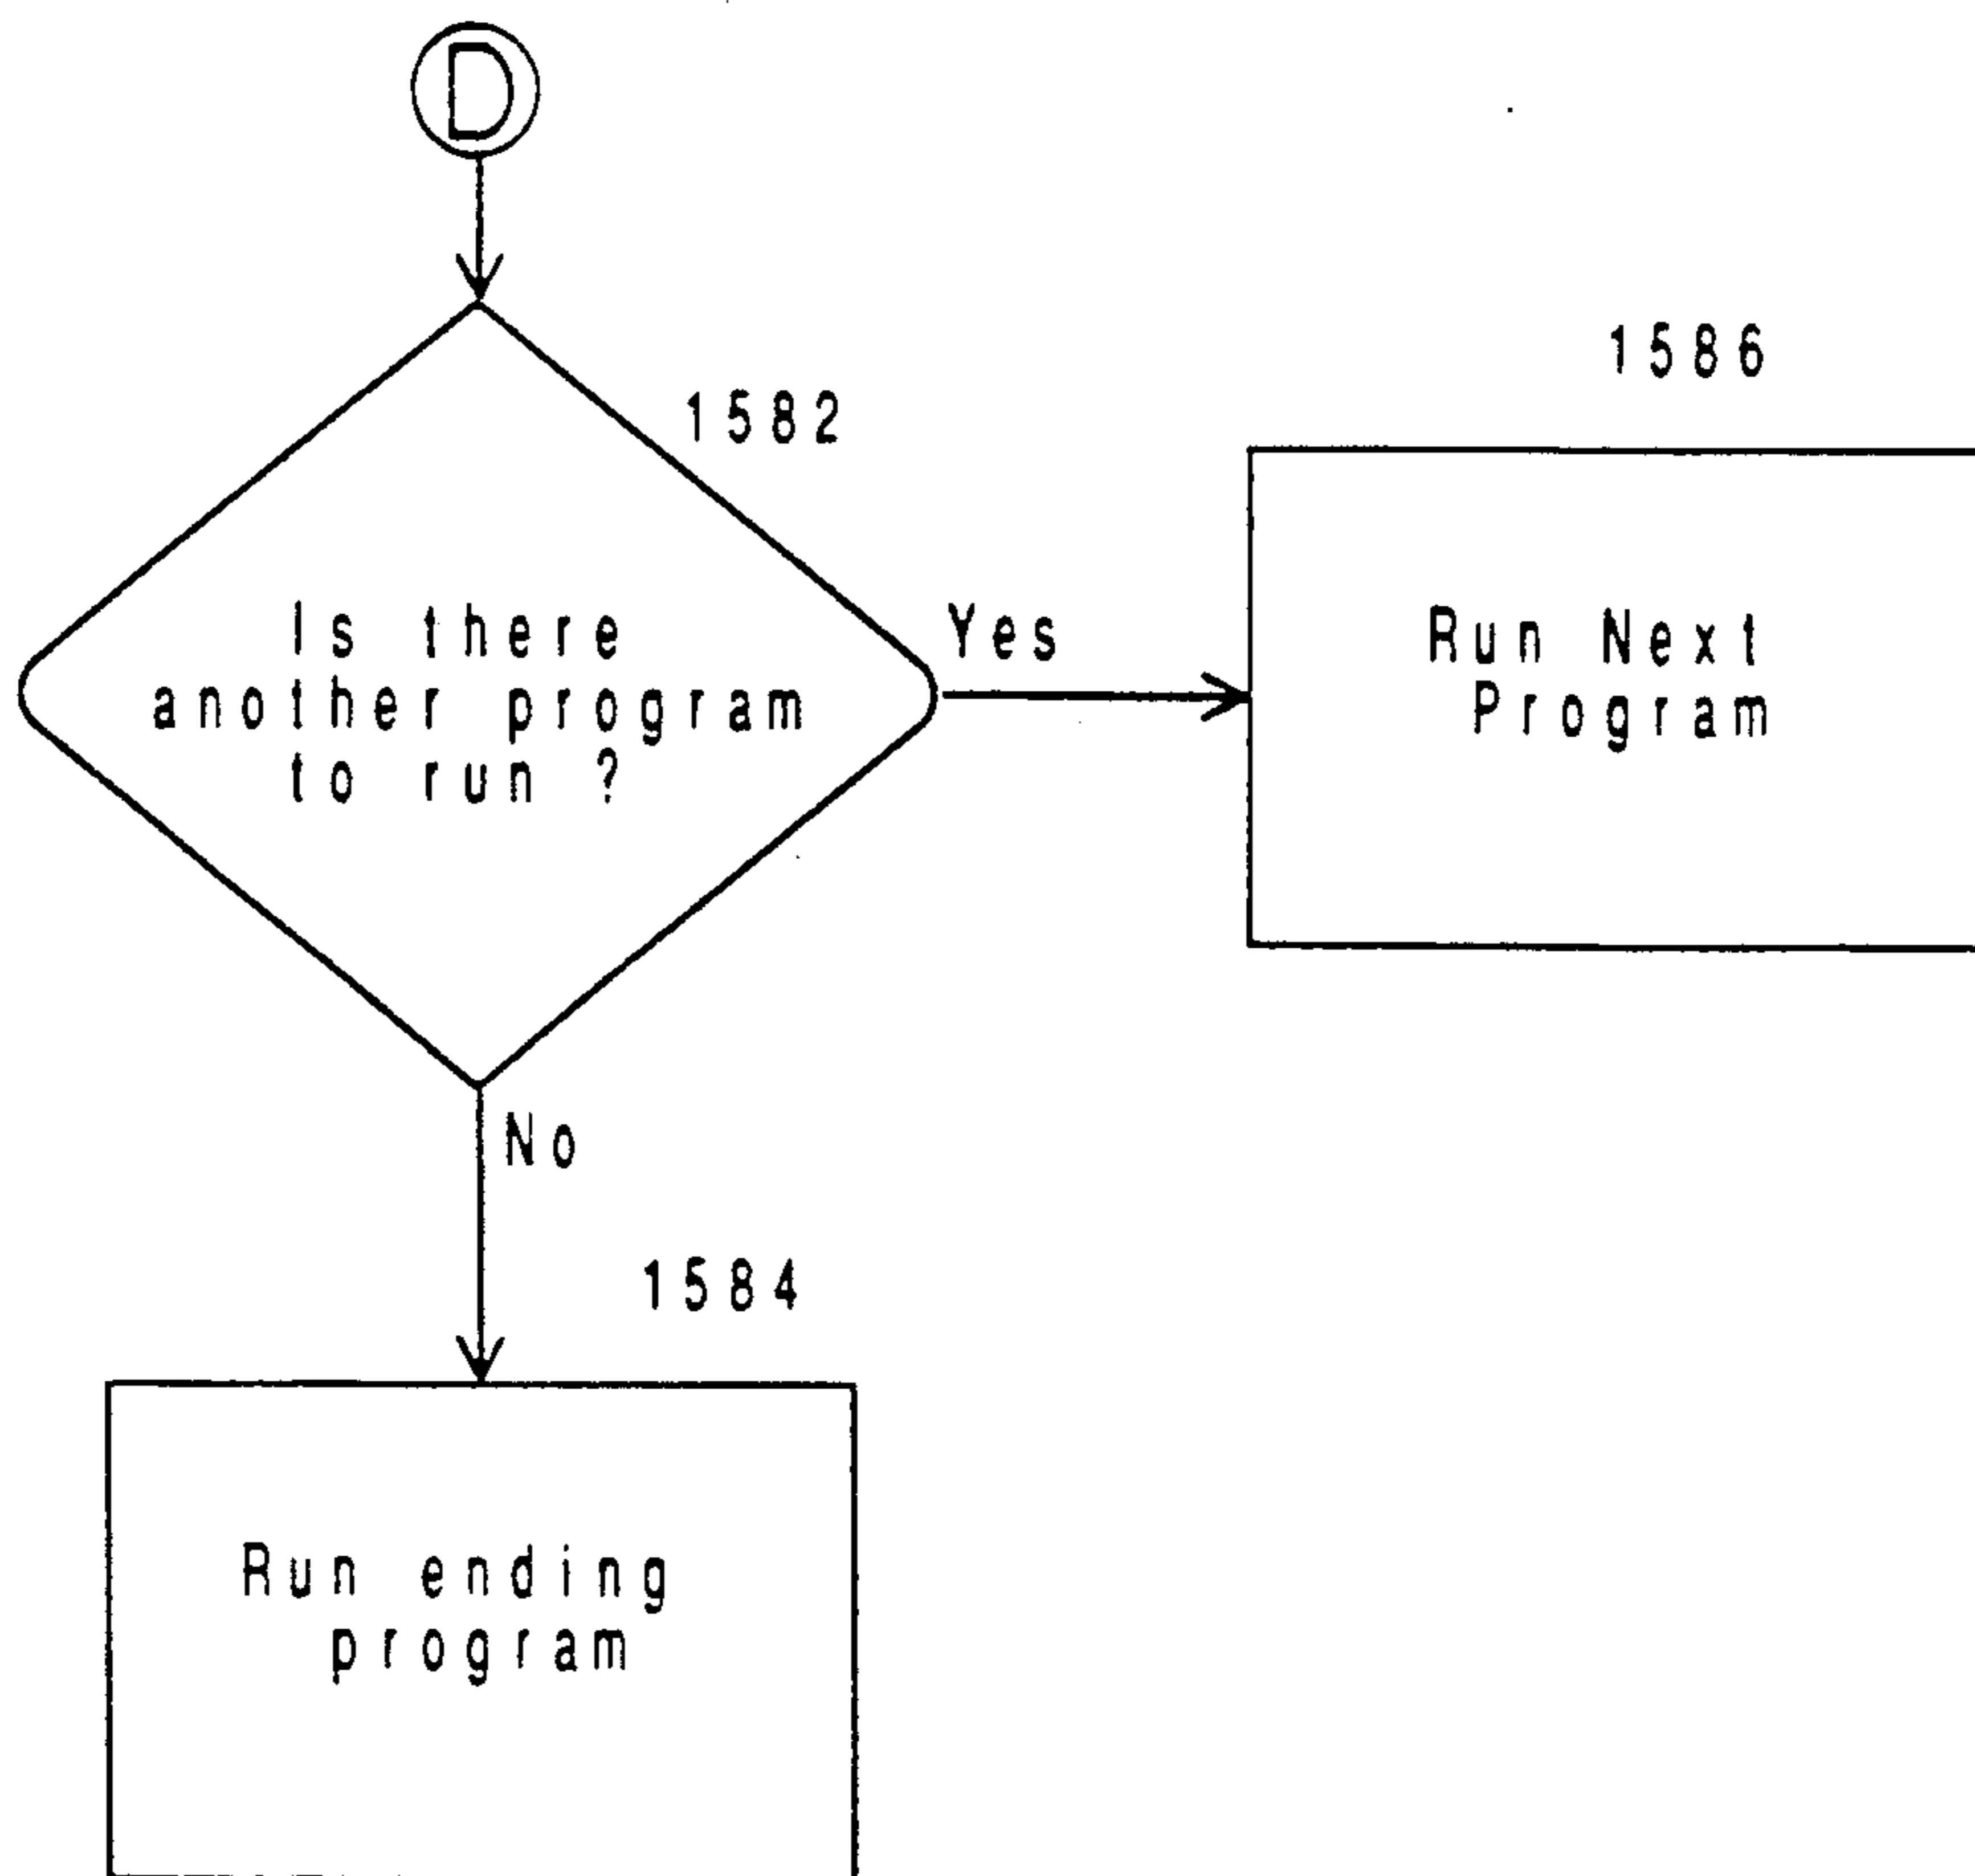 D
1582
Is there
another program
to run ?
Yes
1586
Run Next
Program
No
1584
Run ending
program